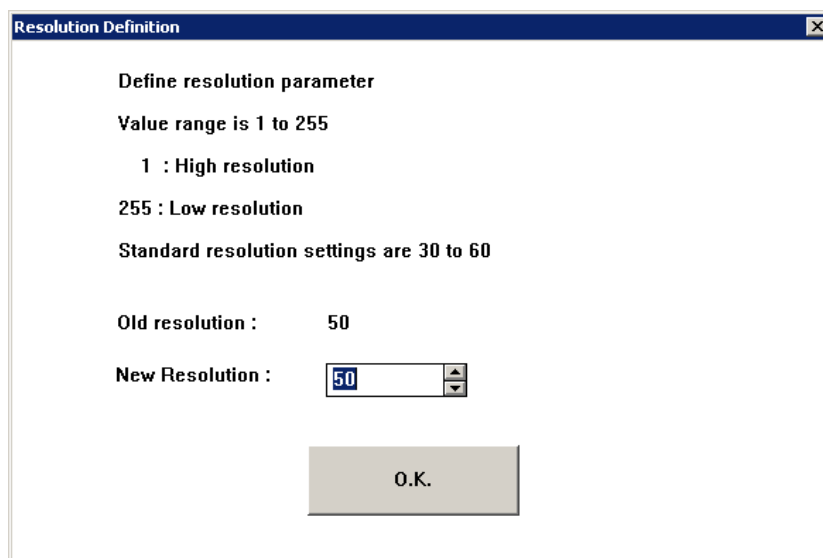 Resolution Definition
Define resolution parameter
Value range is 1 to 255
1 : High resolution
255 : Low resolution
Standard resolution settings are 30 to 60
Old resolution : 50
New Resolution : 50
O.K.